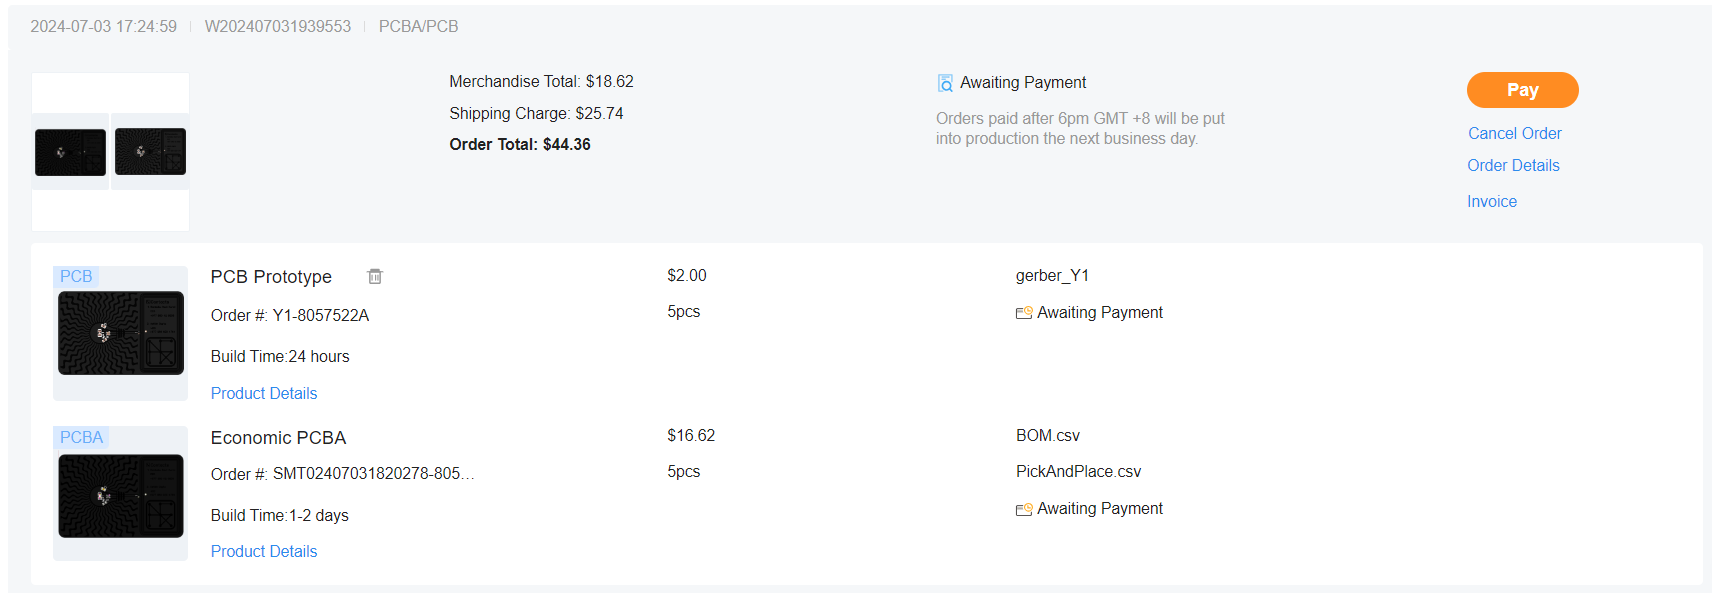 2024-07-03 17:24:59 W202407031939553 PCBA/PCB
Merchandise Total: $18.62
Shipping Charge: $25.74
Order Total: $44.36
Awaiting Payment
Orders paid after 6pm GMT +8 will be put
into production the next business day.
Pay
Cancel Order
Order Details
Invoice
PCB
PCB Prototype
$2.00
gerber_Y1
Order #: Y1-8057522A
5pcs
Awaiting Payment
Build Time:24 hours
Product Details
PCBA
Economic PCBA
$16.62
BOM.csv
Order #: SMT02407031820278-805...
5pcs
PickAndPlace.csv
Build Time:1-2 days
Awaiting Payment
Product Details